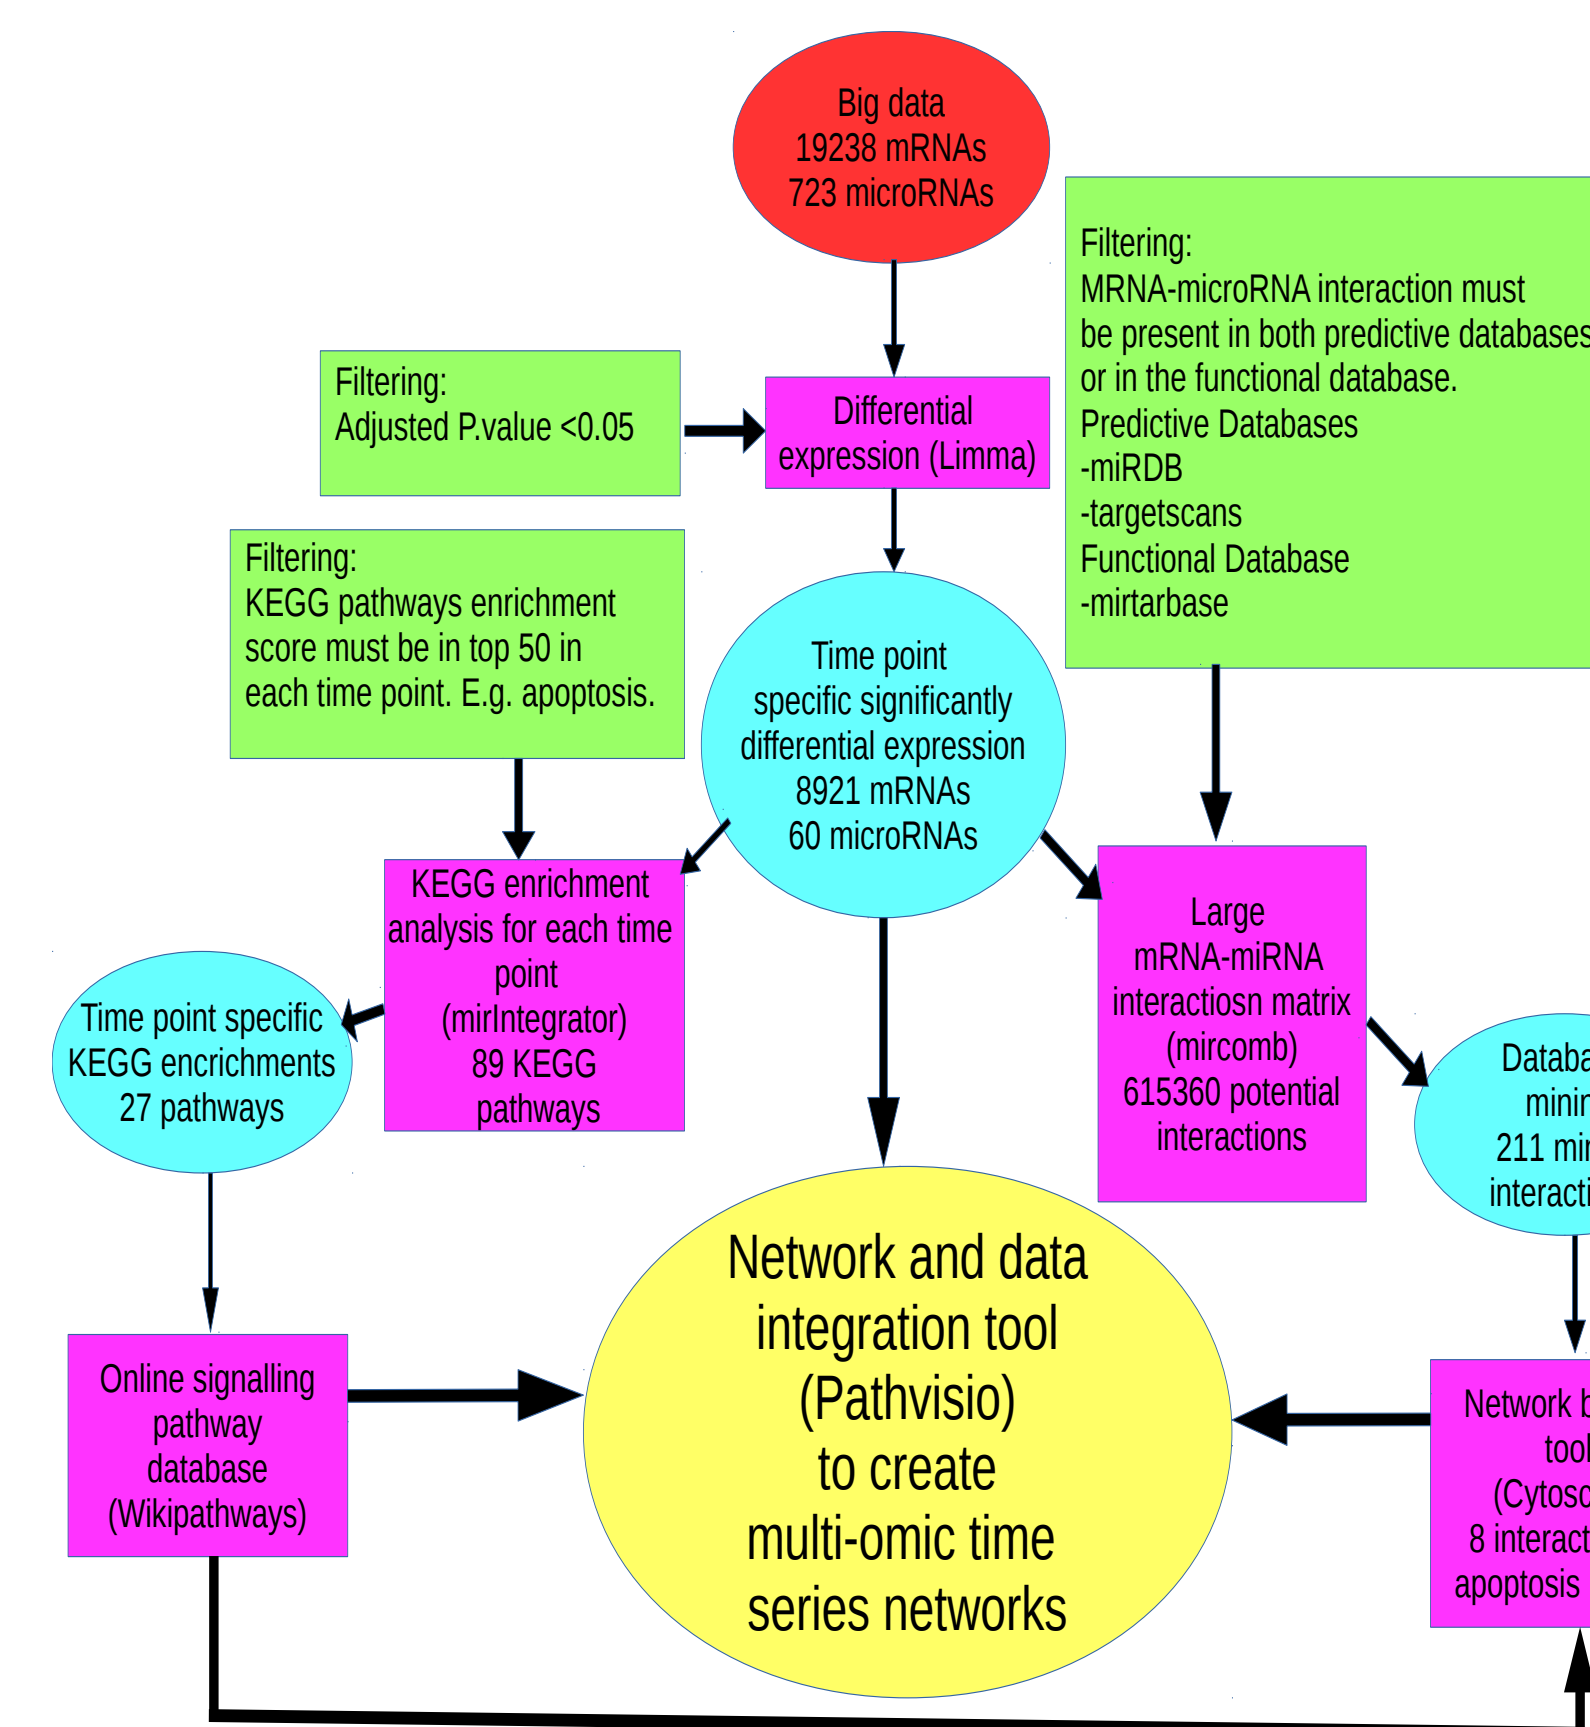 Big data
19238 mRNAs
723 microRNAs
Filtering:
MRNA-microRNA interaction must
be present in both predictive databases
or in the functional database.
Predictive Databases
-miRDB
-targetscans
Functional Database
-mirtarbase
Filtering:
Adjusted P.value <0.05
Differential
expression (Limma)
Filtering:
KEGG pathways enrichment
score must be in top 50 in
each time point. E.g. apoptosis.
Time point
specific significantly
differential expression
8921 mRNAs
60 microRNAs
KEGG enrichment
analysis for each time
point
(mirIntegrator)
89 KEGG
pathways
Large
mRNA-miRNA
interactiosn matrix
(mircomb)
615360 potential
interactions
Time point specific
KEGG encrichments
27 pathways
211
Network and data
integration tool
(Pathvisio)
to create
multi-omic time
series networks
Online signalling
pathway
database
(Wikipathways)
Network
8
apoptosis